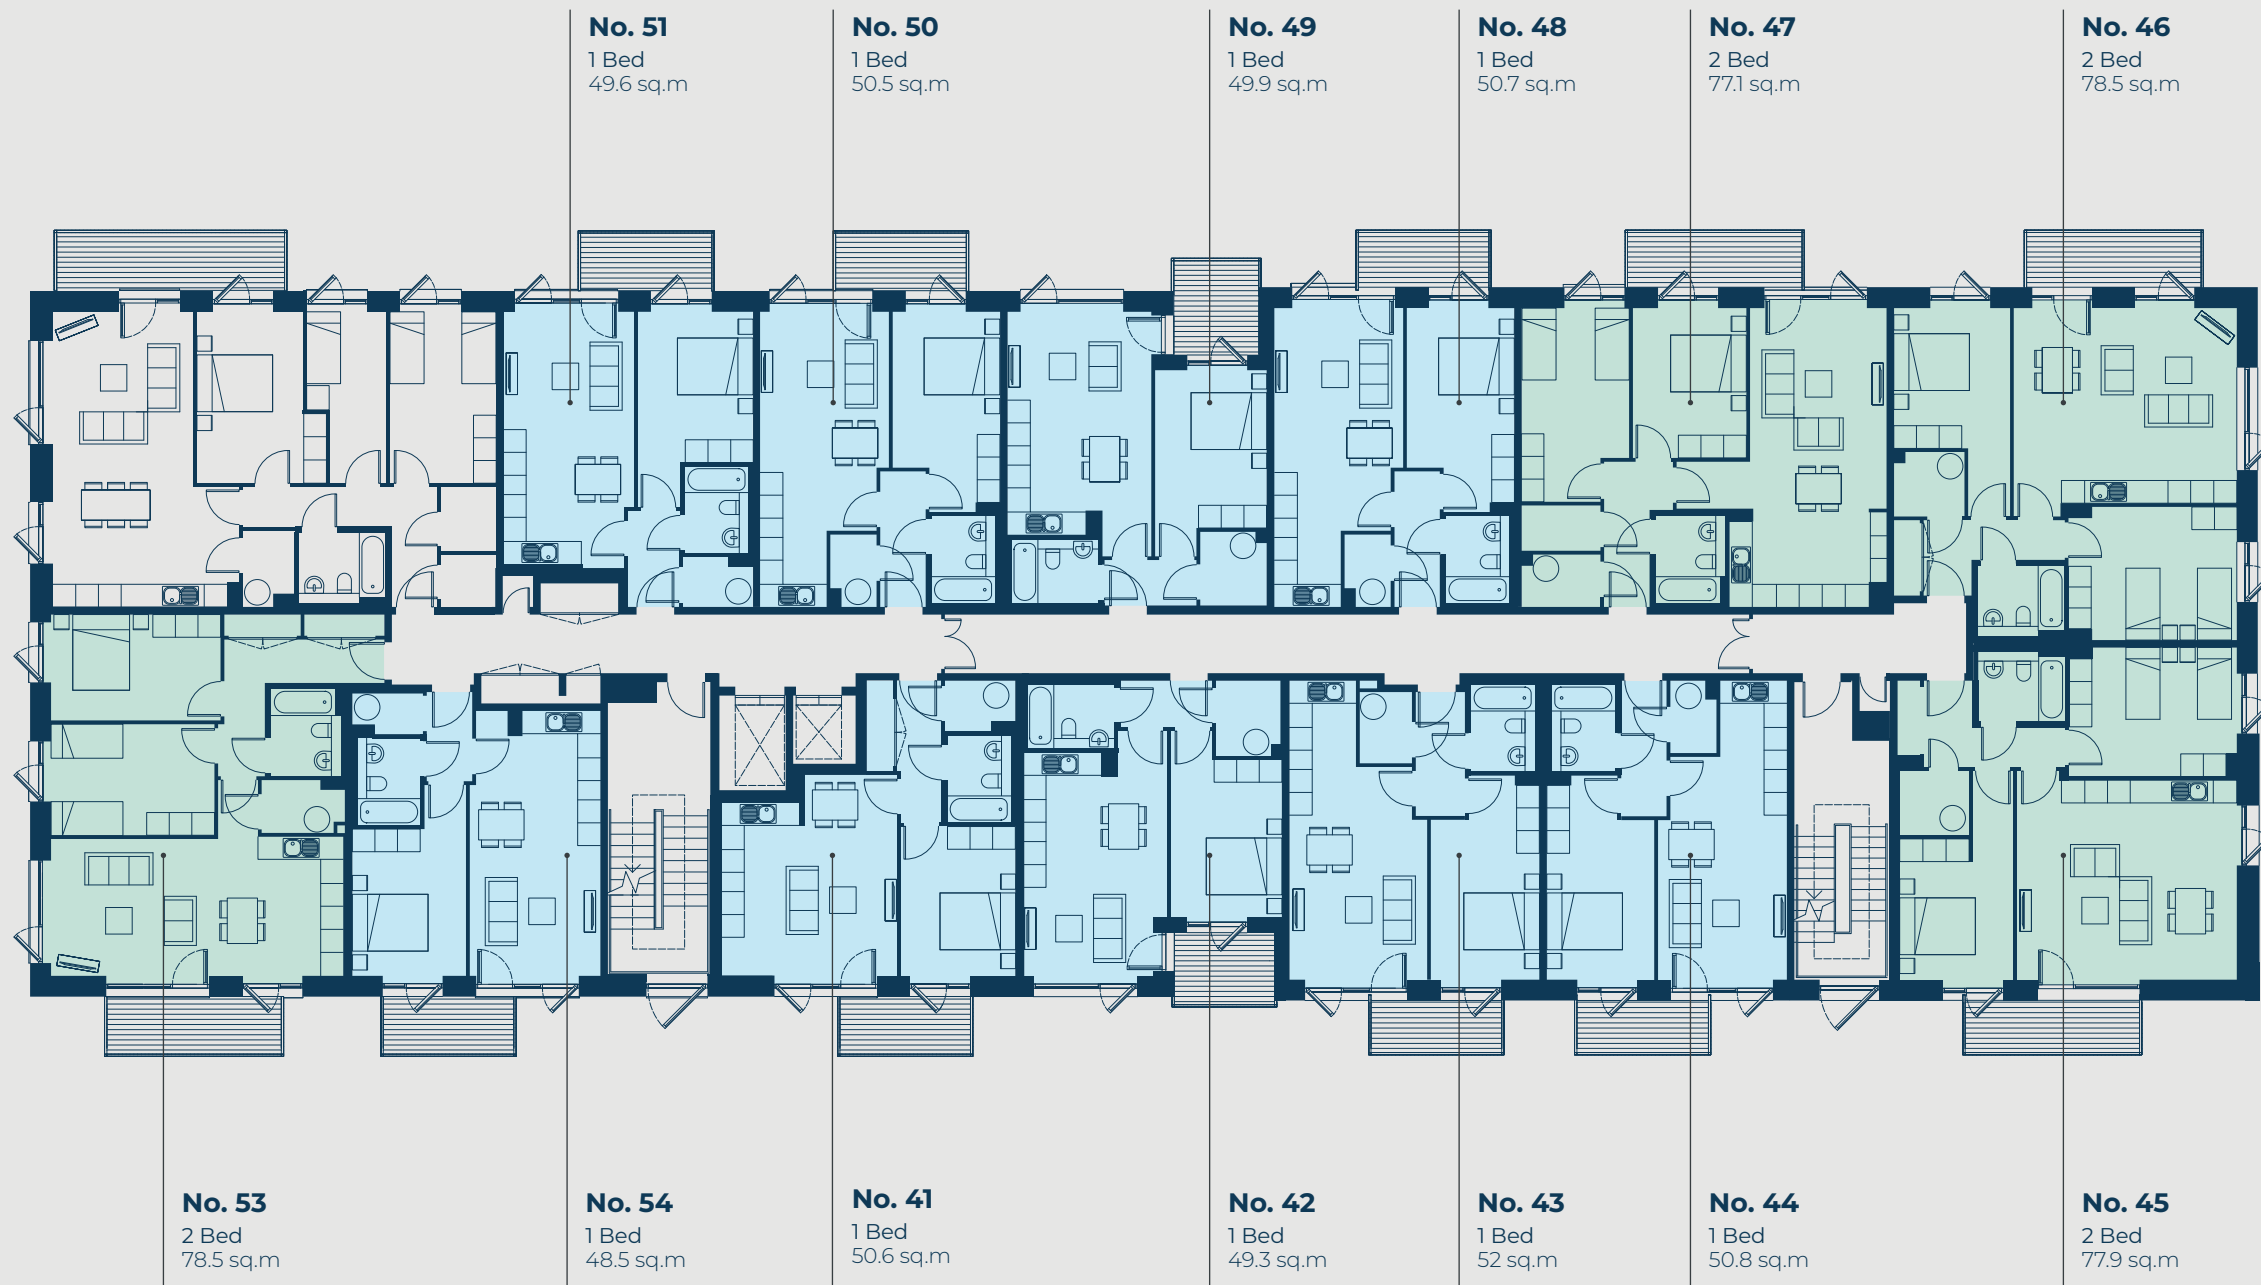 No. 51
1 Bed
49.6 sq.m
No. 50
1 Bed
50.5 sq.m
No. 49
1 Bed
49.9 sq.m
No. 48
1 Bed
50.7 sq.m
No. 47
2 Bed
77.1 sq.m
No. 46
2 Bed
78.5 sq.m
No. 53
2 Bed
78.5 sq.m
No. 54
1 Bed
48.5 sq.m
No. 41
1 Bed
50.6 sq.m
No. 42
1 Bed
49.3 sq.m
No. 43
1 Bed
52 sq.m
No. 44
1 Bed
50.8 sq.m
No. 45
2 Bed
77.9 sq.m